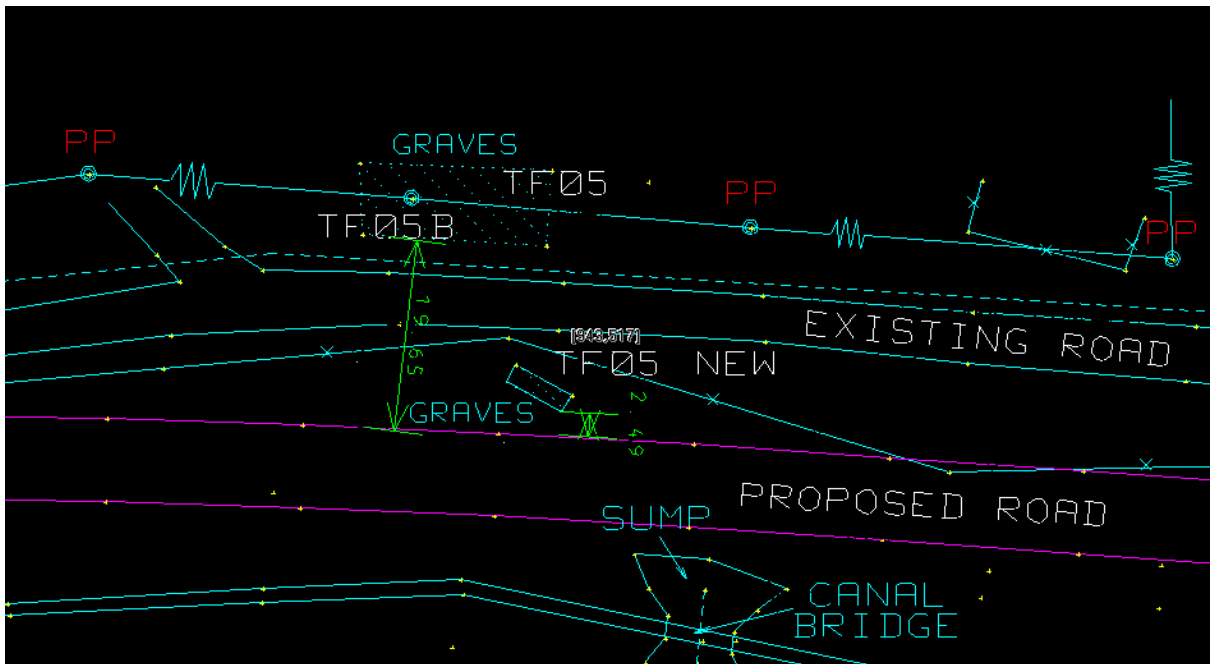 PP
GRAVES
TF05
PP
TF05B
PP
19.65
EXISTING ROAD
[943,517]
TF05 NEW
GRAVES
2.49
PROPOSED ROAD
SUMP
CANAL
BRIDGE